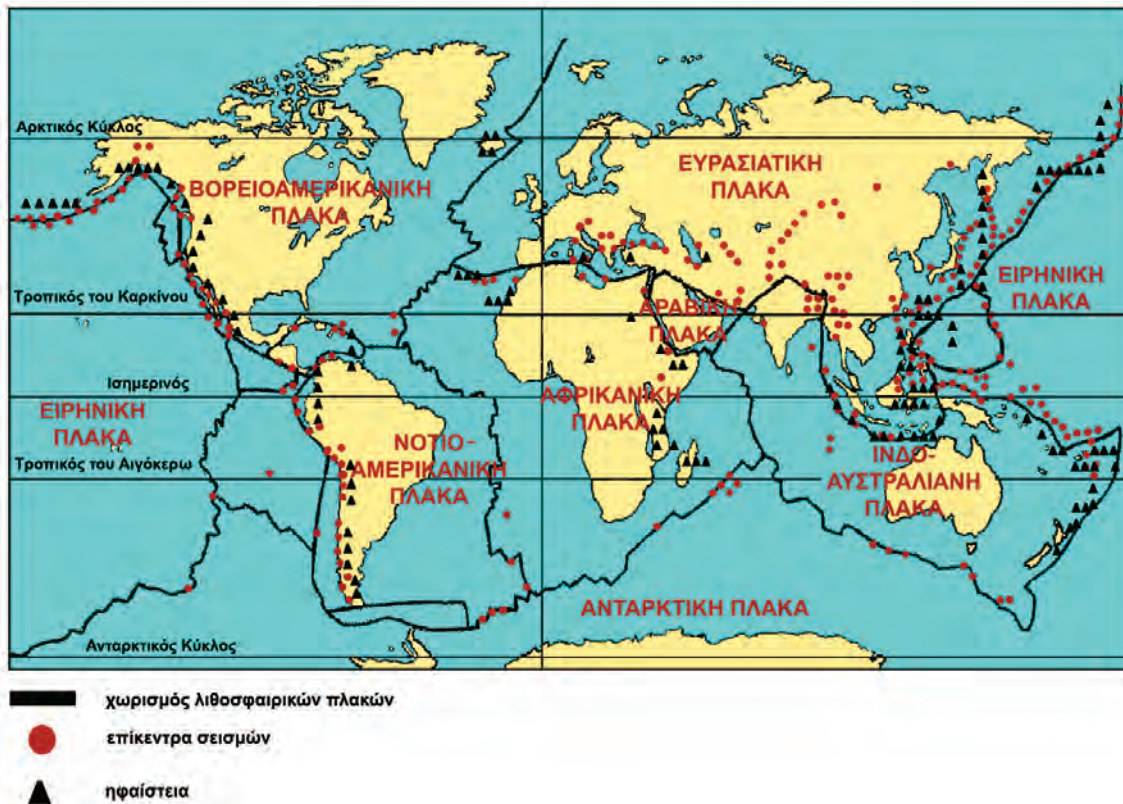 Αρκτικός Κύκλος
ΒΟΡΕΙΟΑΜΕΡΙΚΑΝΙΚΗ
ΠΛΑΚΑ
ΕΥΡΑΣΙΑΤΙΚΗ
ΠΛΑΚΑ
Τροπικός του Καρκίνου
ΕΙΡΗΝΙΚΗ
ΠΛΑΚΑ
ΑΡΑΒΙΚΗ
ΠΛΑΚΑ
Ισημερινός
ΕΙΡΗΝΙΚΗ
ΠΛΑΚΑ
ΑΦΡΙΚΑΝΙΚΗ
ΠΛΑΚΑ
Τροπικός του Αιγόκερω
ΝΟΤΙΟ-
ΑΜΕΡΙΚΑΝΙΚΗ
ΠΛΑΚΑ
ΙΝΔΟ-
ΑΥΣΤΡΑΛΙΑΝΗ
ΠΛΑΚΑ
ΑΝΤΑΡΚΤΙΚΗ ΠΛΑΚΑ
Ανταρκτικός Κύκλος
χωρισμός λιθοσφαιρικών πλακών
επίκεντρα σεισμών
ηφαίστεια